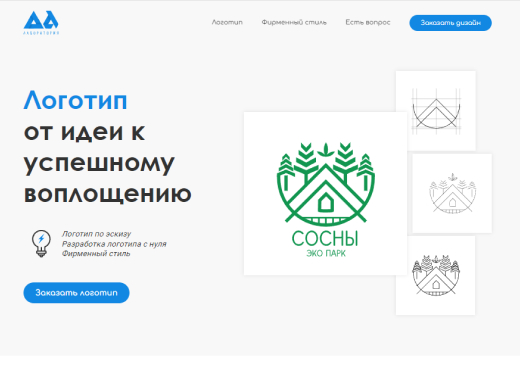 ЛАБОРАТОРИЯ
Логотип
Фирменный стиль
Есть вопрос
Заказать дизайн
Логотип
от идеи к
успешному
воплощению
Логотип по эскизу
Разработка логотипа с нуля
Фирменный стиль
Заказать логотип
СОСНЫ
ЭКО ПАРК